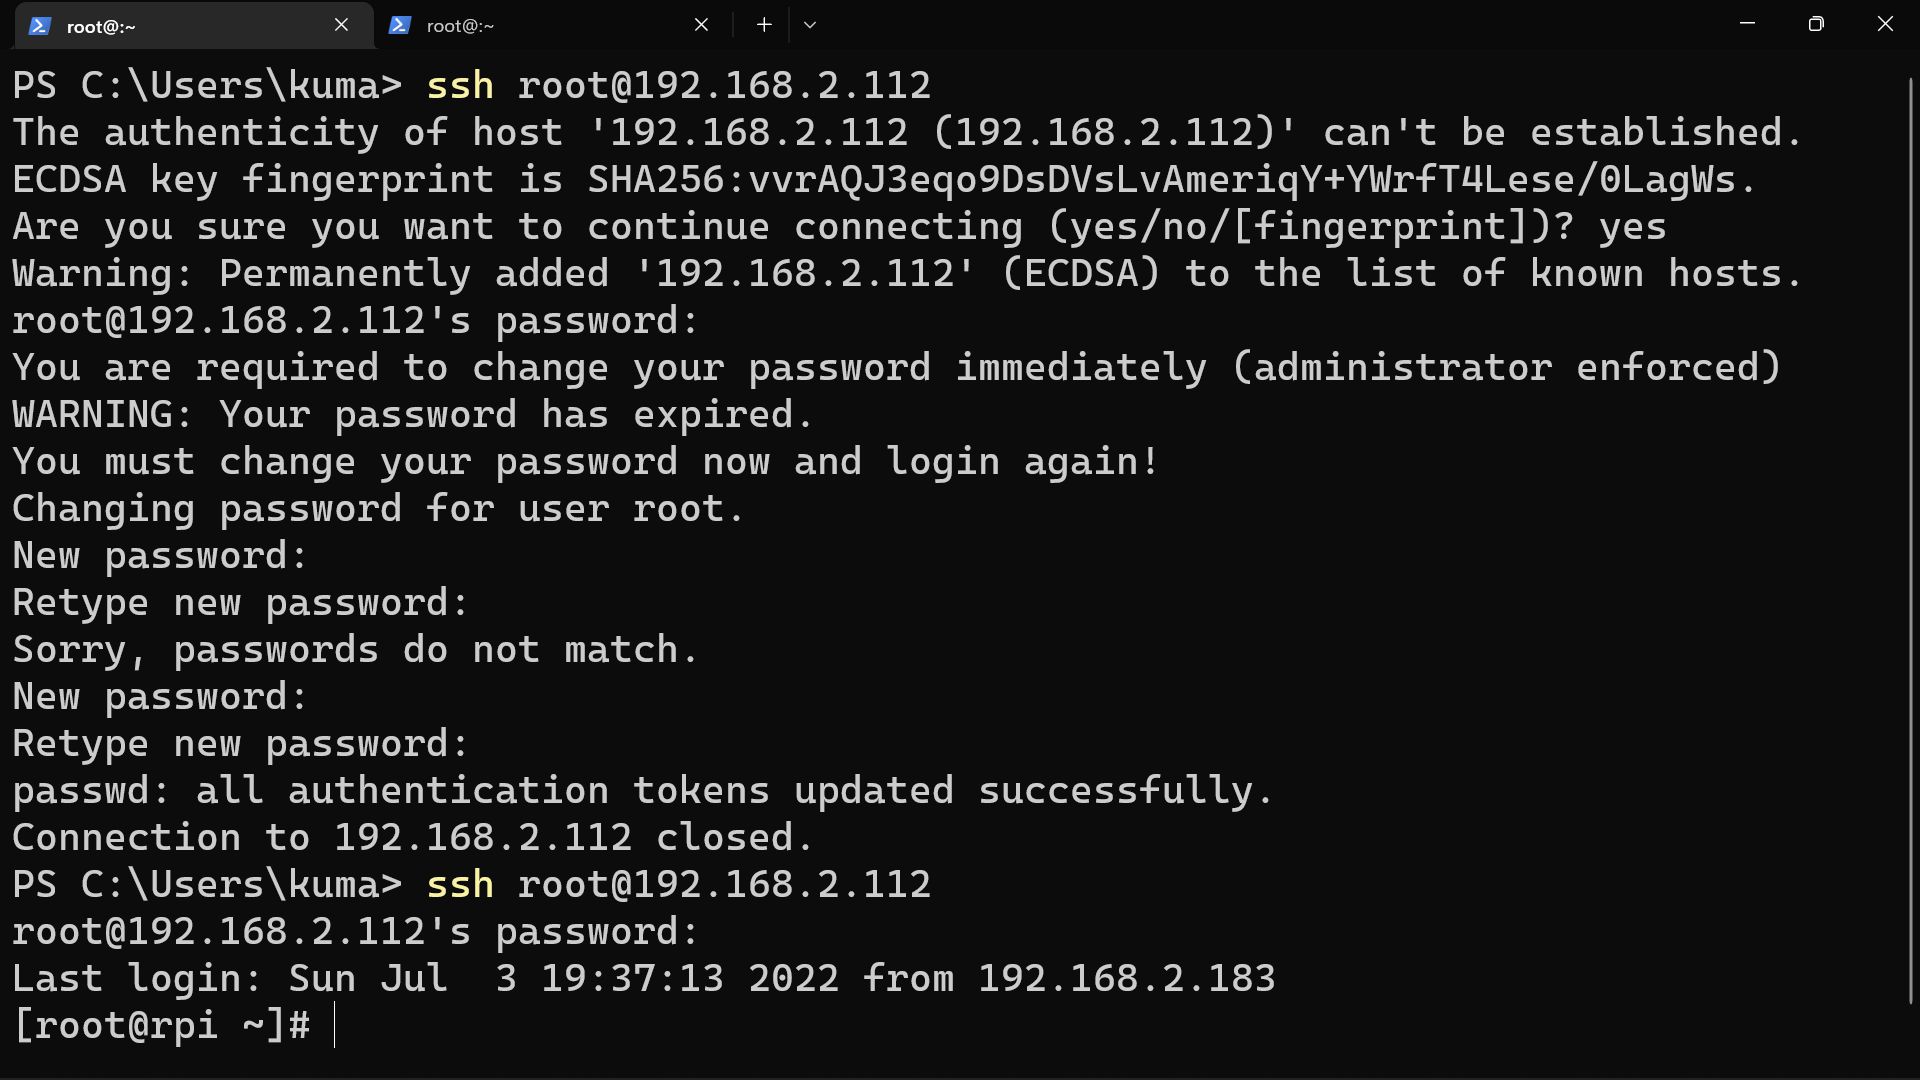 root@:~
root@:~
PS C:\Users\kuma> ssh root@192.168.2.112
The authenticity of host '192.168.2.112 (192.168.2.112)' can't be established.
ECDSA key fingerprint is SHA256:vvrAQJ3eqo9DsDVsLvAmeriqY+YWrfT4Lese/0LagWs.
Are you sure you want to continue connecting (yes/no/[fingerprint])? yes
Warning: Permanently added '192.168.2.112' (ECDSA) to the list of known hosts.
root@192.168.2.112's password:
You are required to change your password immediately (administrator enforced)
WARNING: Your password has expired.
You must change your password now and login again!
Changing password for user root.
New password:
Retype new password:
Sorry, passwords do not match.
New password:
Retype new password:
passwd: all authentication tokens updated successfully.
Connection to 192.168.2.112 closed.
PS C:\Users\kuma> ssh root@192.168.2.112
root@192.168.2.112's password:
Last login: Sun Jul  3 19:37:13 2022 from 192.168.2.183
[root@rpi ~]#